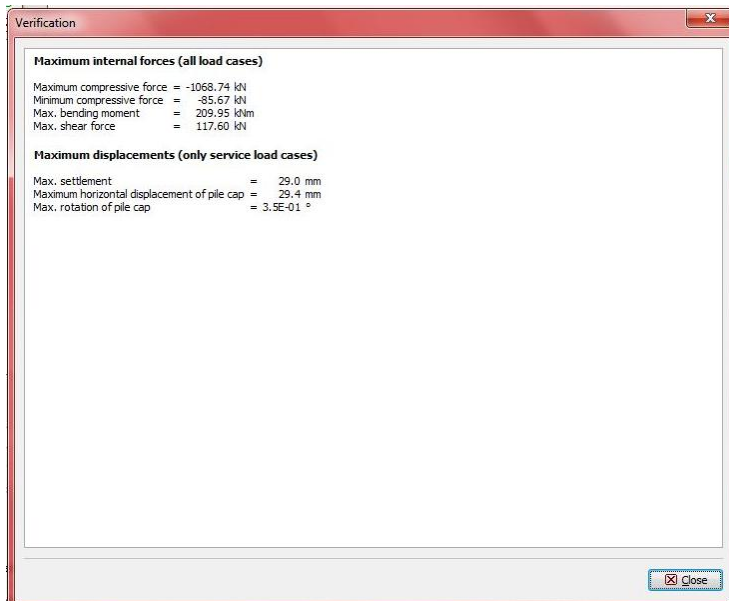 Verification
Maximum internal forces (all load cases)
Maximum compressive force = -1068.74 kN
Minimum compressive force = -85.67 kN
Max. bending moment = 209.95 kNm
Max. shear force = 117.60 kN
Maximum displacements (only service load cases)
Max. settlement = 29.0 mm
Maximum horizontal displacement of pile cap = 29.4 mm
Max. rotation of pile cap = 3.5E-01 °
Close